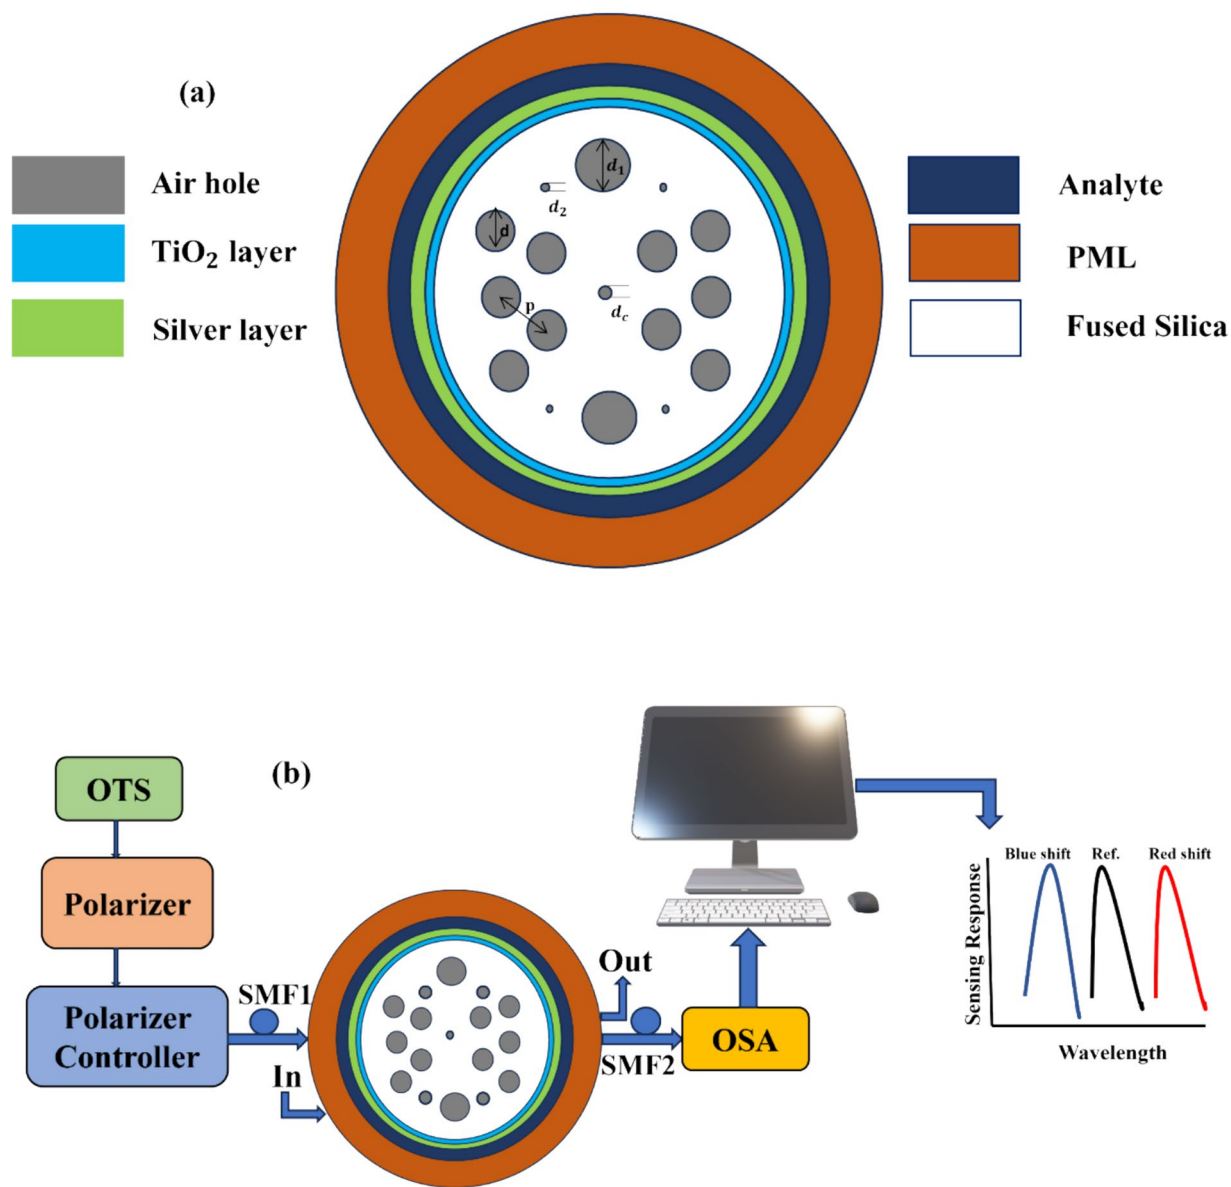 (a)
Air hole
TiO₂ layer
Silver layer
d₁
d₂
d
p
d_c
Analyte
PML
Fused Silica
(b)
OTS
Polarizer
Polarizer
Controller
SMF1
In
Out
SMF2
OSA
Blue shift
Ref.
Red shift
Sensing Response
Wavelength